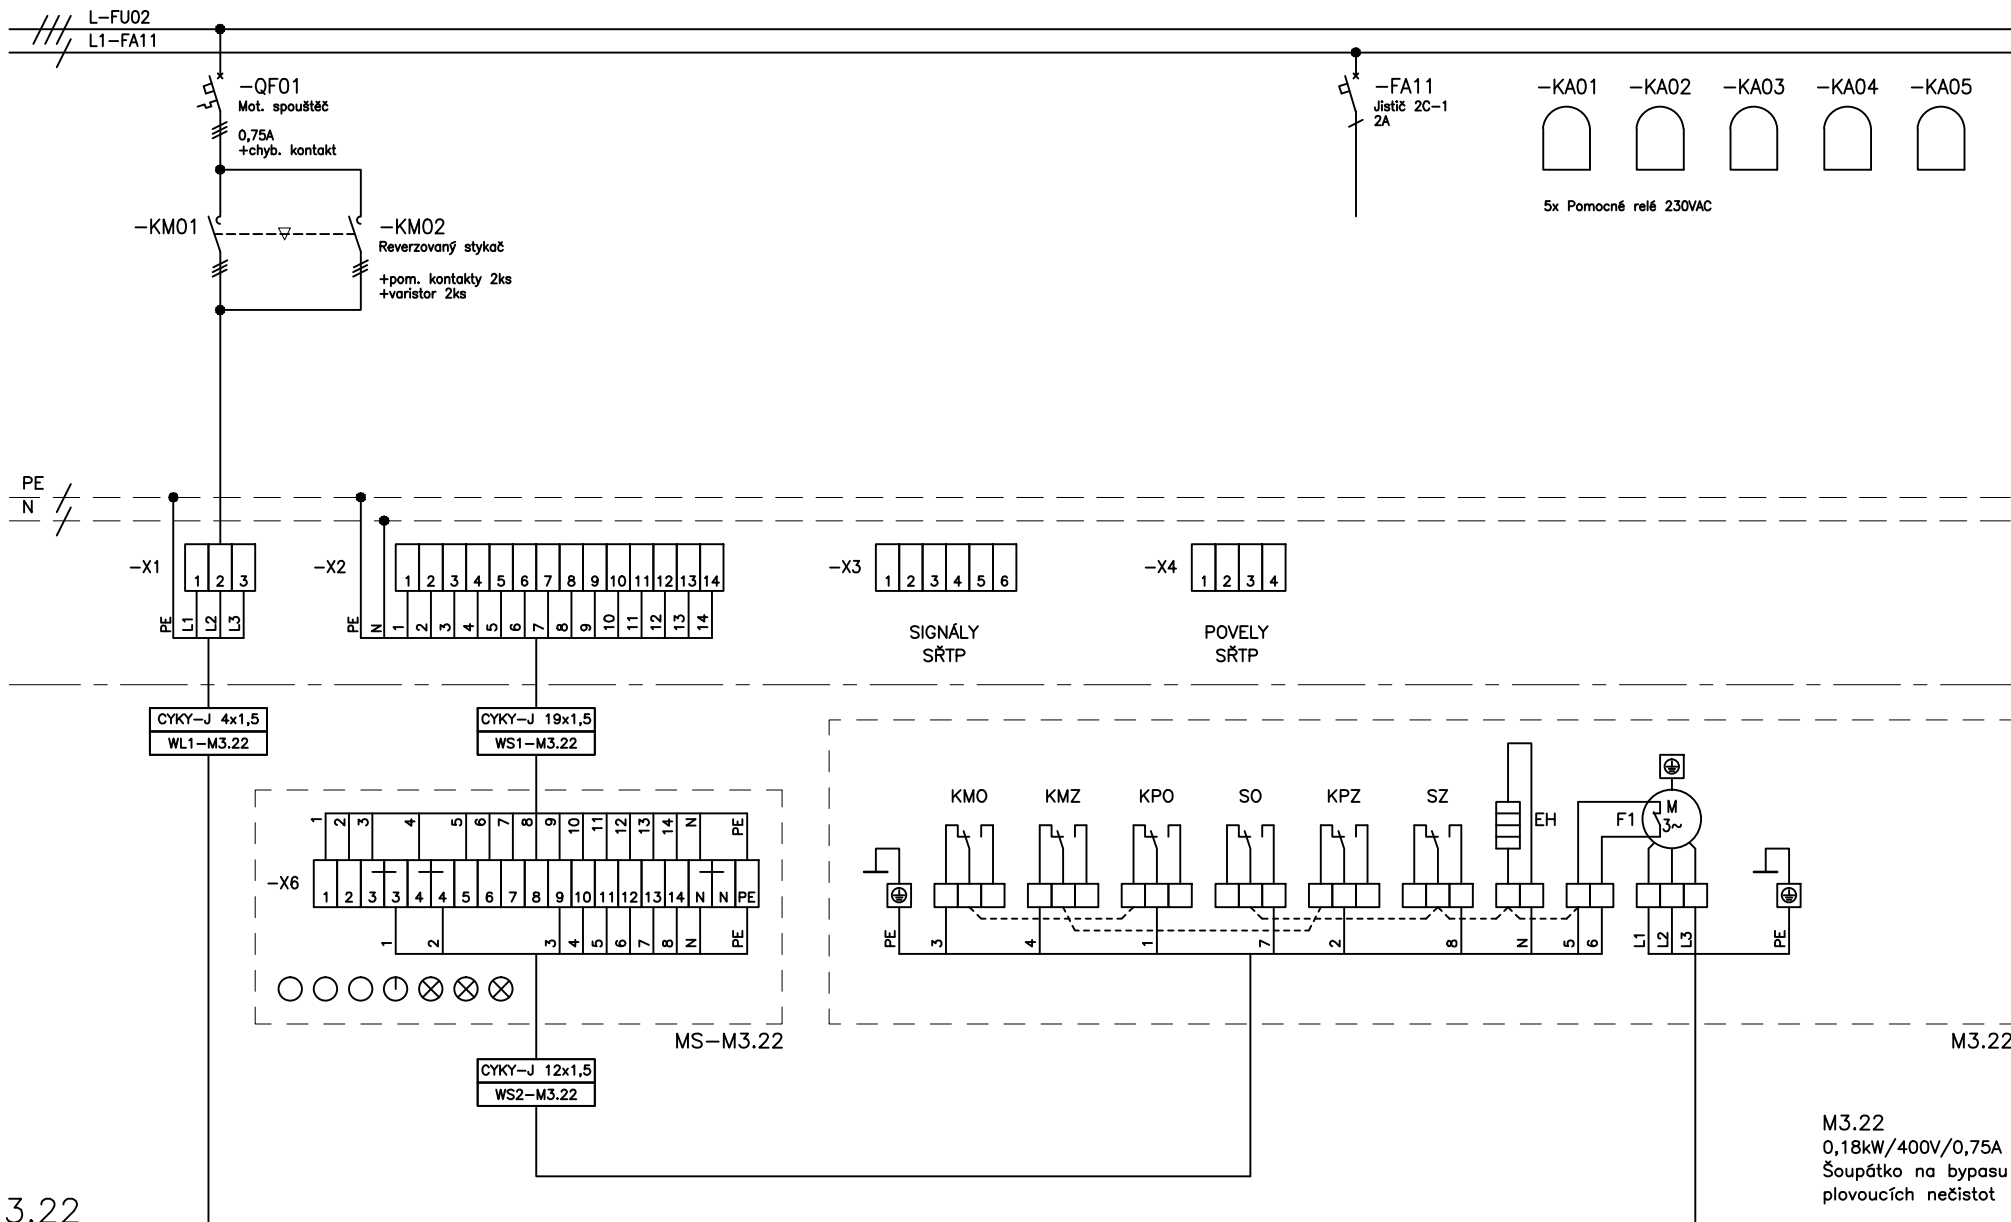 L-FU02
L1-FA11
-QF01
Mot. spouštěč
0,75A
+chyb. kontakt
-FA11
Jistič 2C-1
2A
-KA01 -KA02 -KA03 -KA04 -KA05
5x Pomocné relé 230VAC
-KM01
-KM02
Reverzovaný stykač
+pom. kontakty 2ks
+varistor 2ks
PE
N
-X1
1 2 3
PE L1 L2 L3
-X2
1 2 3 4 5 6 7 8 9 10 11 12 13 14
PE N 1 2 3 4 5 6 7 8 9 10 11 12 13 14
-X3
1 2 3 4 5 6
SIGNÁLY
SŘTP
-X4
1 2 3 4
POVELY
SŘTP
CYKY-J 4x1,5
WL1-M3.22
CYKY-J 19x1,5
WS1-M3.22
1 2 3 4 5 6 7 8 9 10 11 12 13 14 N PE
-X6
1 2 3 3 4 4 5 6 7 8 9 10 11 12 13 14 N N PE
1 2 3 4 5 6 7 8 N PE
MS-M3.22
CYKY-J 12x1,5
WS2-M3.22
KMO KMZ KPO SO KPZ SZ
EH
F1
M
3~
PE 3 4 1 7 2 8 N 5 6 L1 L2 L3 PE
M3.22
M3.22
0,18kW/400V/0,75A
Šoupátko na bypasu
plovoucích nečistot
3.22